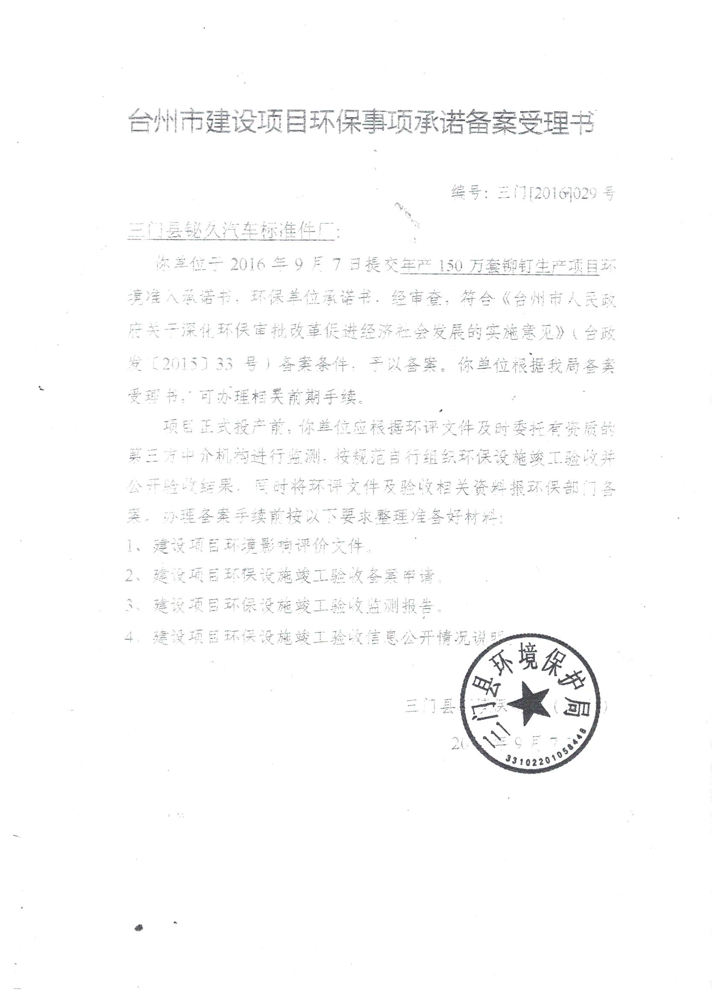 台州市建设项目环保事项承诺备案受理书
编号：三门[2016]029 号
三门县铋久汽车标准件厂：
你单位于 2016 年 9 月 7 日提交年产 150 万套铆钉生产项目环
境准入承诺书，环保单位承诺书，经审查，符合《台州市人民政
府关于深化环保审批改革促进经济社会发展的实施意见》（台政
发〔2015〕33 号）备案条件，予以备案。你单位根据我局备案
受理书，可办理相关前期手续。
项目正式投产前，你单位应根据环评文件及时委托有资质的
第三方中介机构进行监测，按规范自行组织环保设施竣工验收并
公开验收结果，同时将环评文件及验收相关资料报环保部门备
案。办理备案手续前按以下要求整理准备好材料：
1、建设项目环境影响评价文件。
2、建设项目环保设施竣工验收备案申请。
3、建设项目环保设施竣工验收监测报告。
4、建设项目环保设施竣工验收信息公开情况说明
三门县环境保护局
三门县 保 （ ）
年 9 月 7
33102201058448